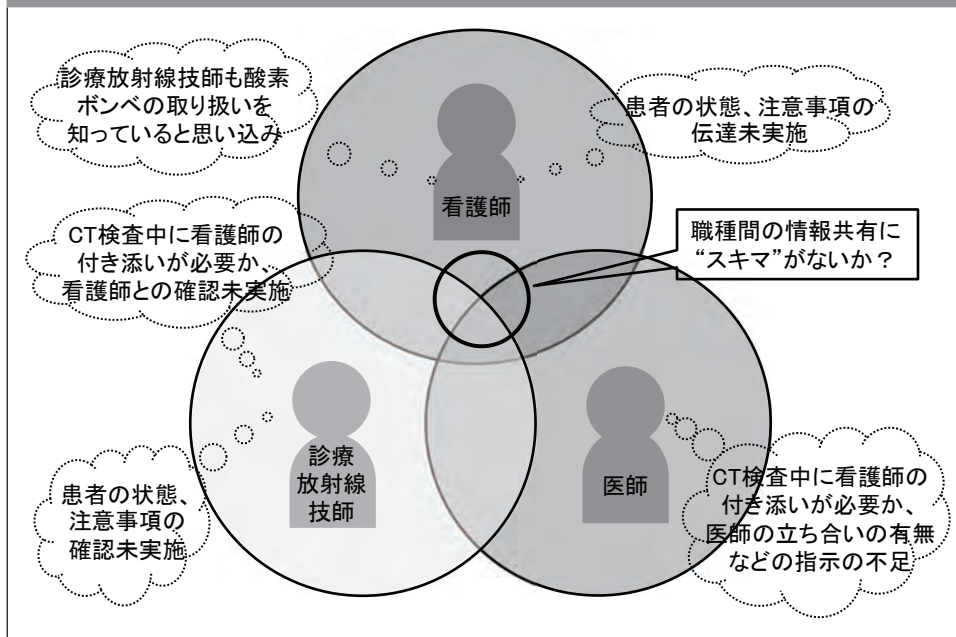 診療放射線技師も酸素
ボンベの取り扱いを
知っていると思い込み
患者の状態、注意事項の
伝達未実施
看護師
CT検査中に看護師の
付き添いが必要か、
看護師との確認未実施
職種間の情報共有に
“スキマ”がないか？
診療
放射線
技師
医師
患者の状態、
注意事項の
確認未実施
CT検査中に看護師の
付き添いが必要か、
医師の立ち合いの有無
などの指示の不足